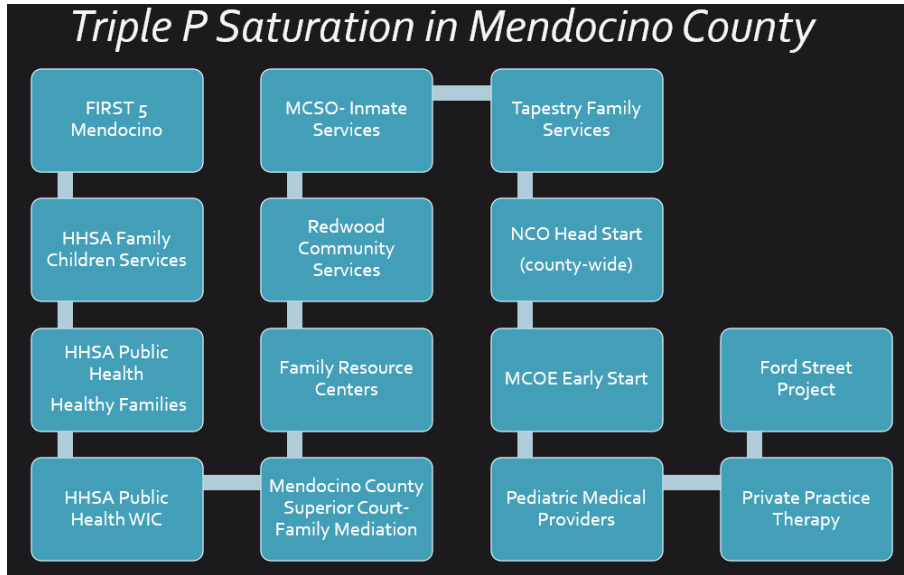 Triple P Saturation in Mendocino County
FIRST 5
Mendocino
HHSA Family
Children Services
HHSA Public
Health
Healthy Families
HHSA Public
Health WIC
Mendocino County
Superior Court-
Family Mediation
Family Resource
Centers
Redwood
Community
Services
MCSO- Inmate
Services
Tapestry Family
Services
NCO Head Start
(county-wide)
MCOE Early Start
Pediatric Medical
Providers
Private Practice
Therapy
Ford Street
Project